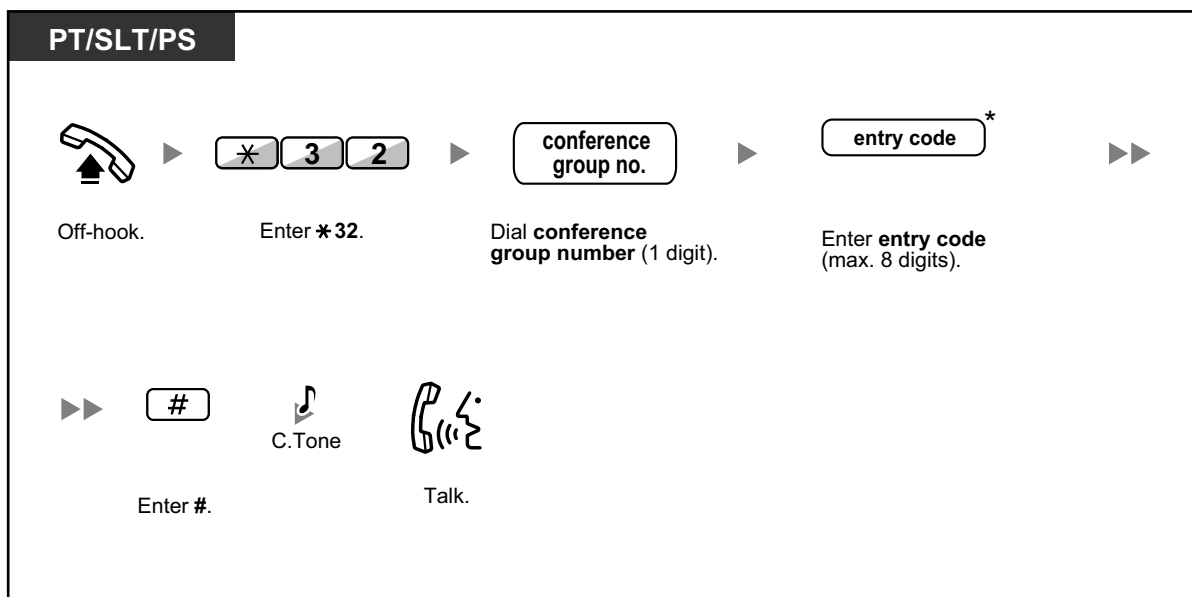 PT/SLT/PS
✳ 3 2
conference
group no.
entry code*
Off-hook.
Enter ✳32.
Dial conference
group number (1 digit).
Enter entry code
(max. 8 digits).
#
C.Tone
Enter #.
Talk.